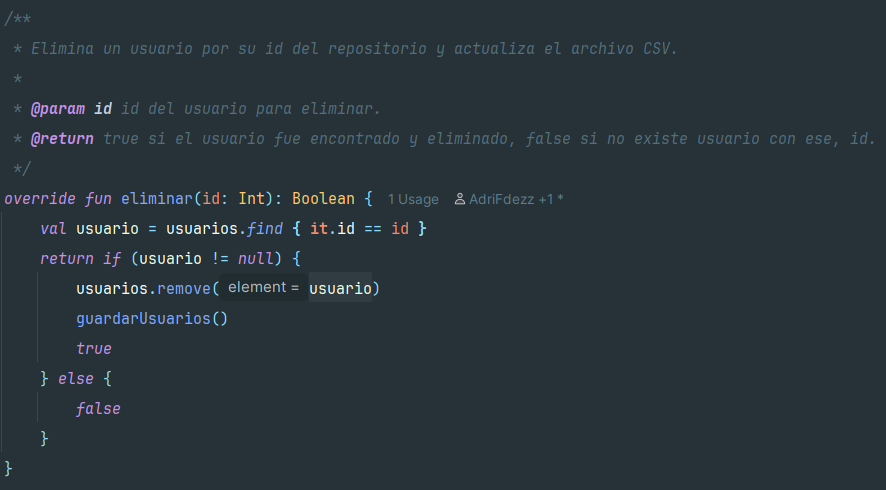 /**
 * Elimina un usuario por su id del repositorio y actualiza el archivo CSV.
 *
 * @param id id del usuario para eliminar.
 * @return true si el usuario fue encontrado y eliminado, false si no existe usuario con ese, id.
 */
override fun eliminar(id: Int): Boolean { 1 Usage AdriFdezz +1 *
    val usuario = usuarios.find { it.id == id }
    return if (usuario != null) {
        usuarios.remove( element = usuario)
        guardarUsuarios()
        true
    } else {
        false
    }
}